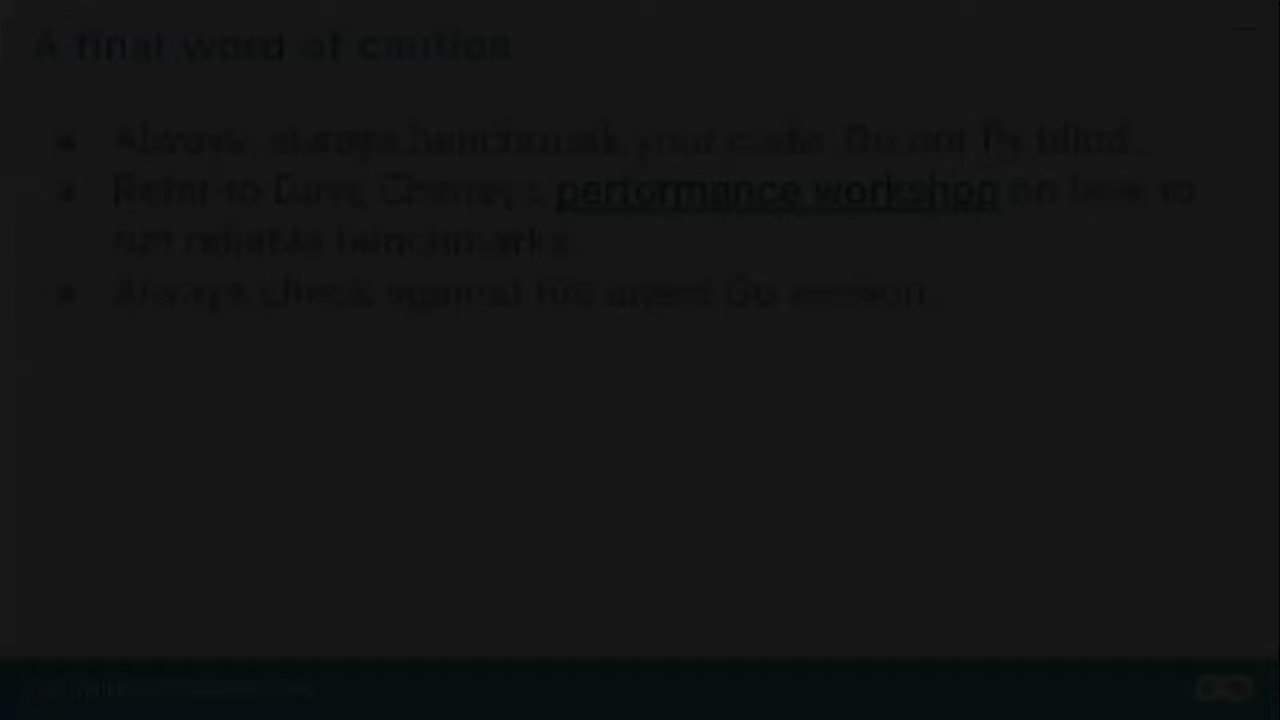 A final word of caution
Always, always benchmark your code. Do not fly blind.
Refer to Dave Cheney's performance workshop on how to
run reliable benchmarks.
Always check against the latest Go version.